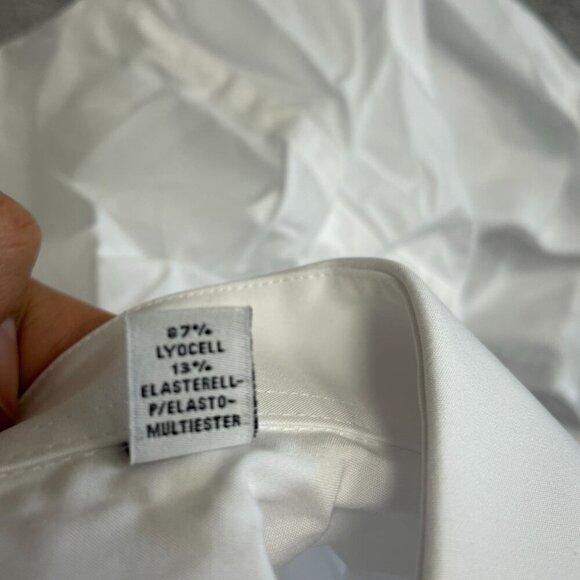 87%
LYOCELL
13%
ELASTERELL-
P/ELASTO-
MULTIESTER